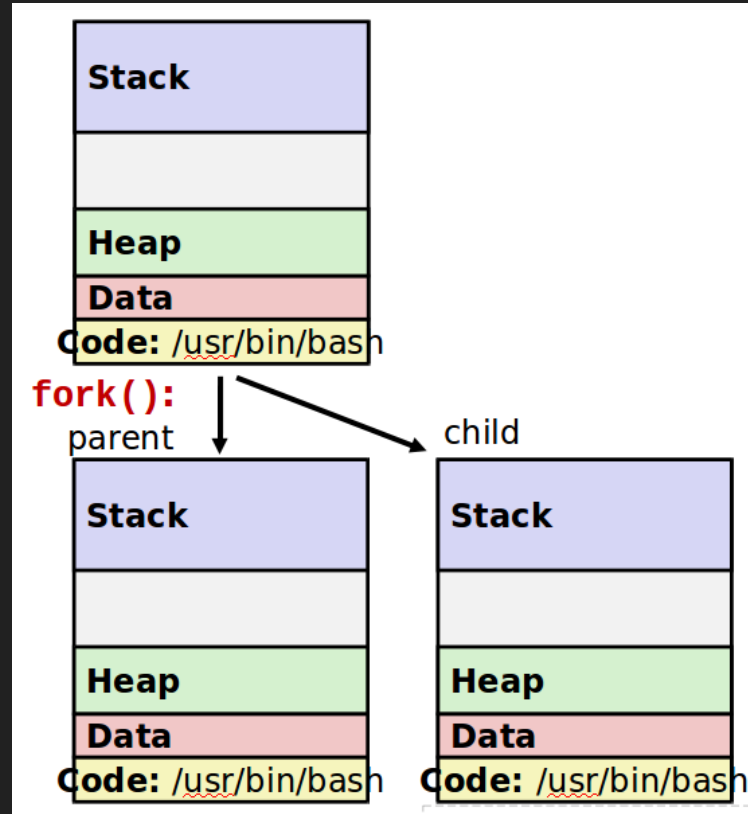 Stack
Heap
Data
Code: /usr/bin/bash
fork():
parent
child
Stack
Heap
Data
Code: /usr/bin/bash
Stack
Heap
Data
Code: /usr/bin/bash